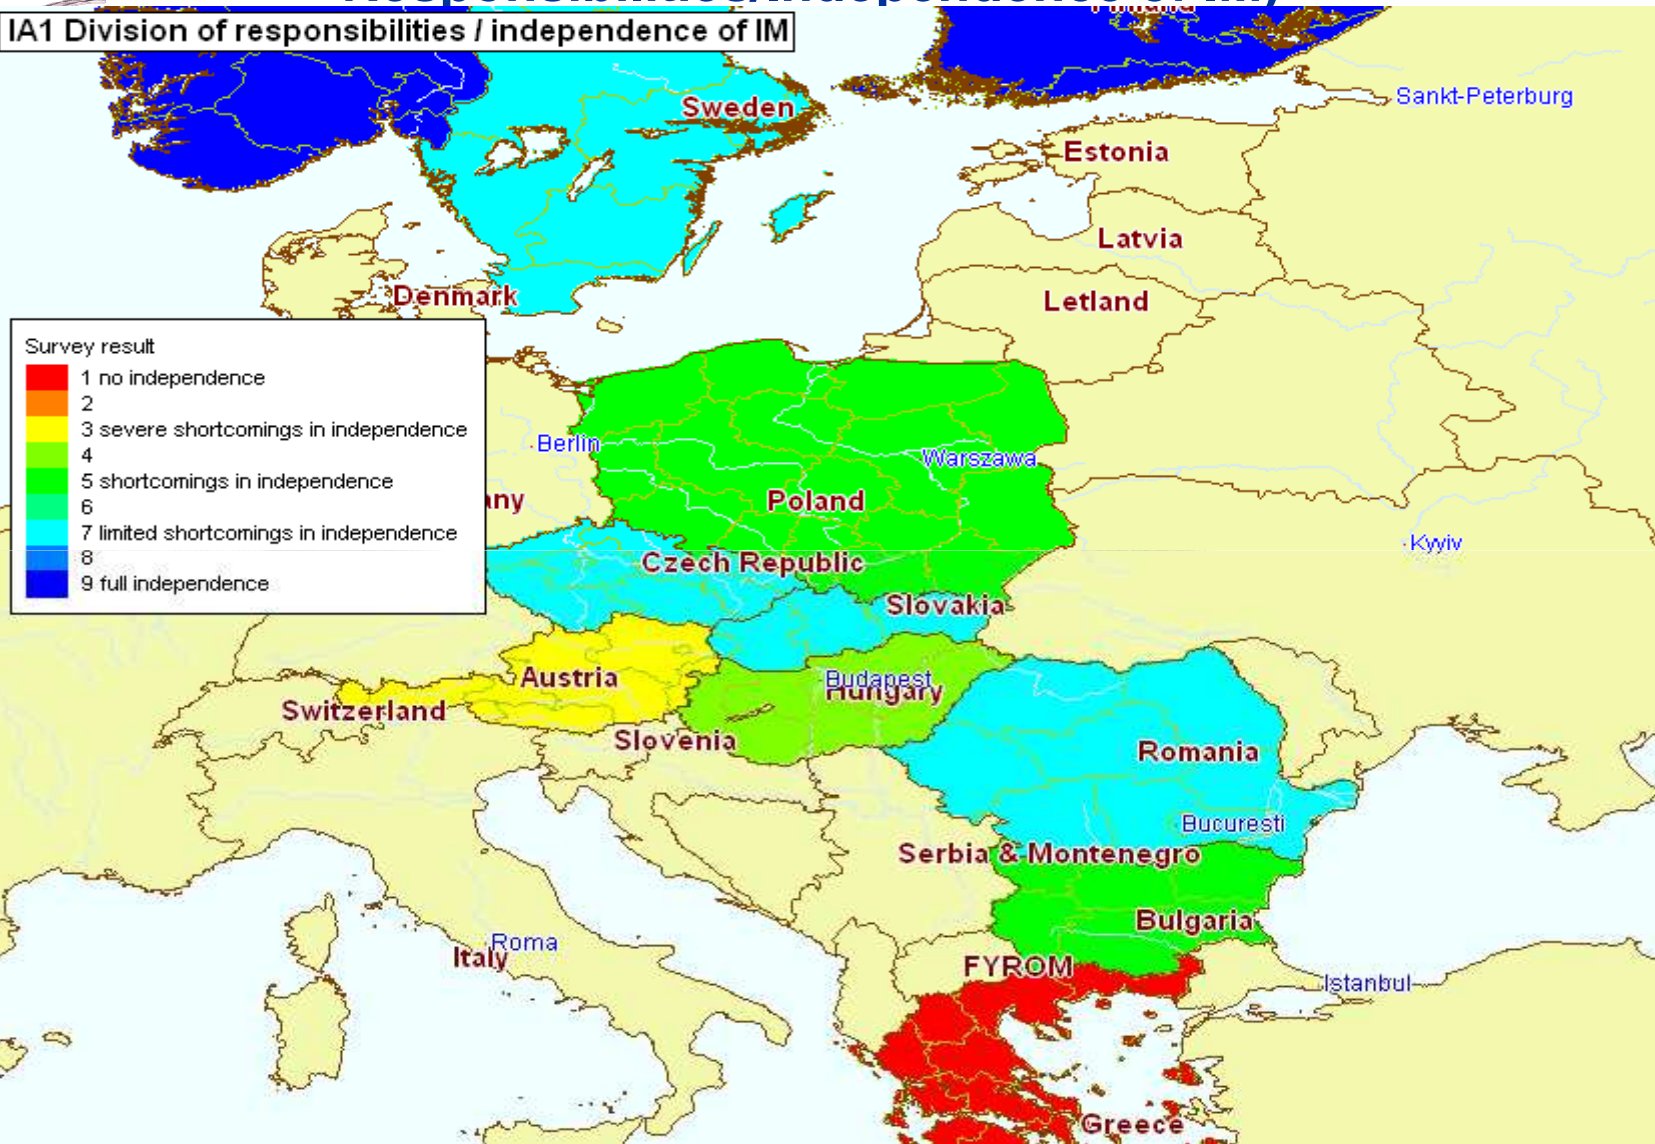 IA1 Division of responsibilities / independence of IM
Sankt-Peterburg
Sweden
Estonia
Latvia
Denmark
Letland
Survey result
1 no independence
2
3 severe shortcomings in independence
4
5 shortcomings in independence
6
7 limited shortcomings in independence
8
9 full independence
Berlin
Warszawa
any
Poland
Kyyiv
Czech Republic
Slovakia
Austria
Budapest
Hungary
Switzerland
Slovenia
Romania
Bucuresti
Serbia & Montenegro
Bulgaria
Roma
Italy
FYROM
Istanbul
Greece